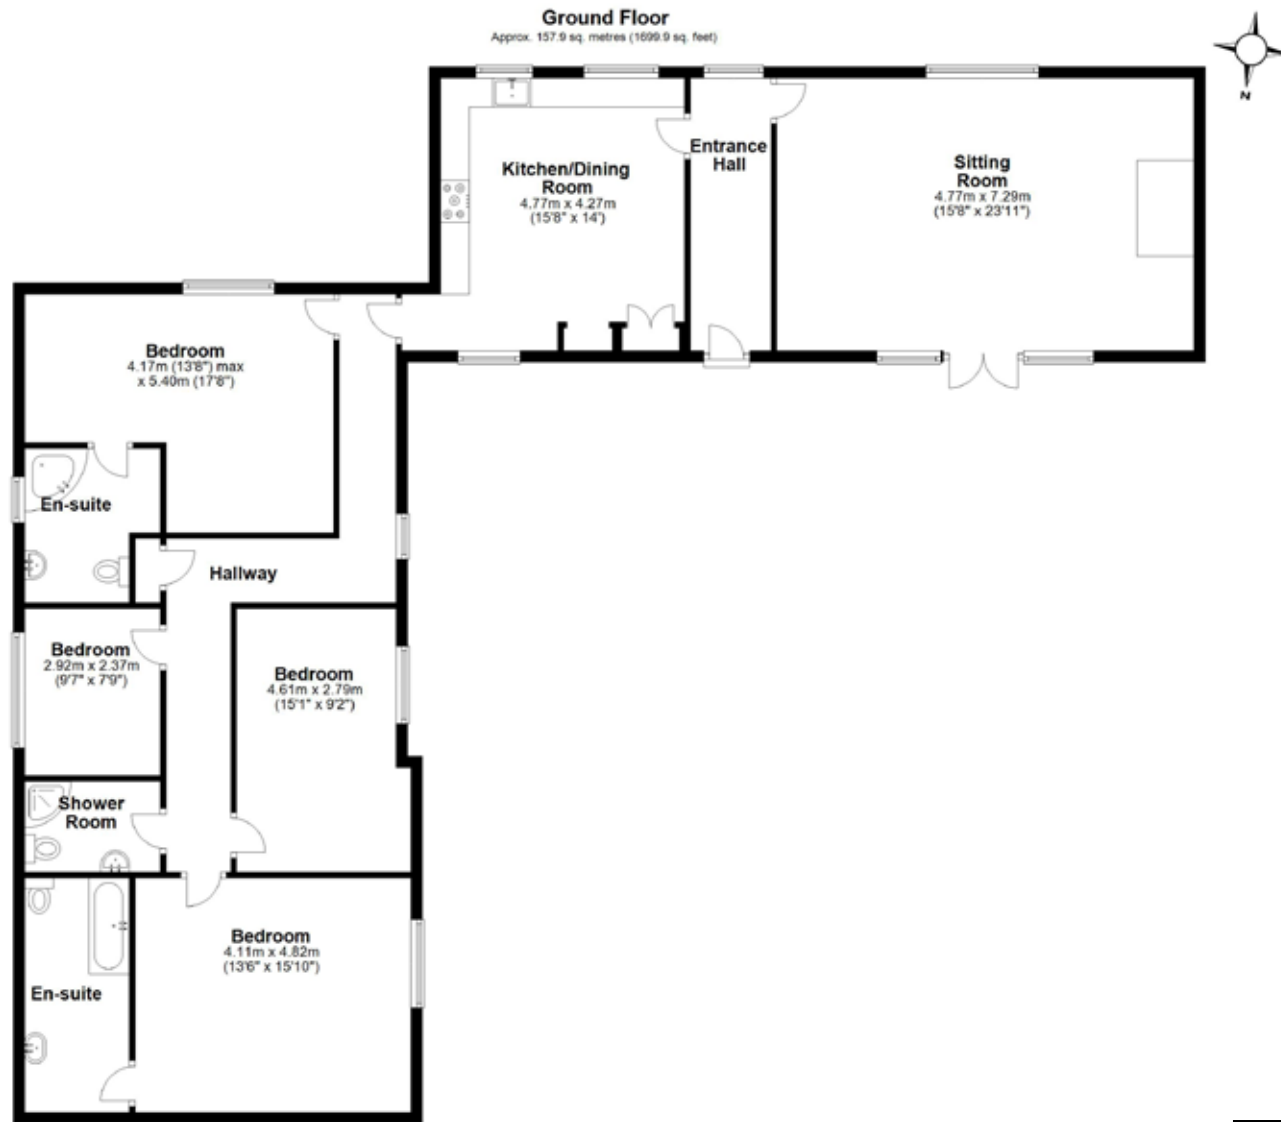 Ground Floor
Approx. 157.9 sq. metres (1699.9 sq. feet)
N
Kitchen/Dining
Room
4.77m x 4.27m
(15'8" x 14')
Entrance
Hall
Sitting
Room
4.77m x 7.29m
(15'8" x 23'11")
Bedroom
4.17m (13'8") max
x 5.40m (17'8")
En-suite
Hallway
Bedroom
2.92m x 2.37m
(9'7" x 7'9")
Bedroom
4.61m x 2.79m
(15'1" x 9'2")
Shower
Room
Bedroom
4.11m x 4.82m
(13'6" x 15'10")
En-suite